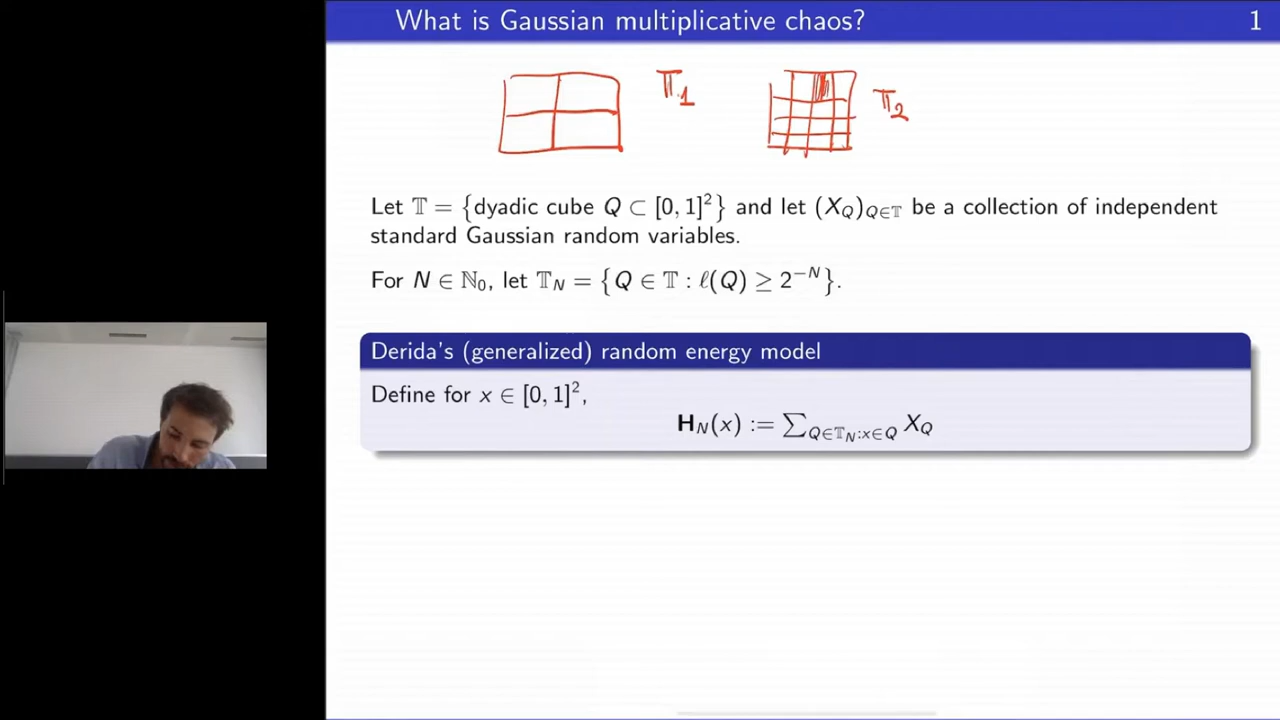 What is Gaussian multiplicative chaos? 1
𝕋1 𝕋2
Let 𝕋 = {dyadic cube Q ⊂ [0, 1]² } and let (X_Q)_{Q∈𝕋} be a collection of independent
standard Gaussian random variables.
For N ∈ ℕ₀, let 𝕋_N = {Q ∈ 𝕋 : ℓ(Q) ≥ 2^{−N}}.
Derida's (generalized) random energy model
Define for x ∈ [0, 1]²,
H_N(x) := ∑_{Q∈𝕋_N:x∈Q} X_Q